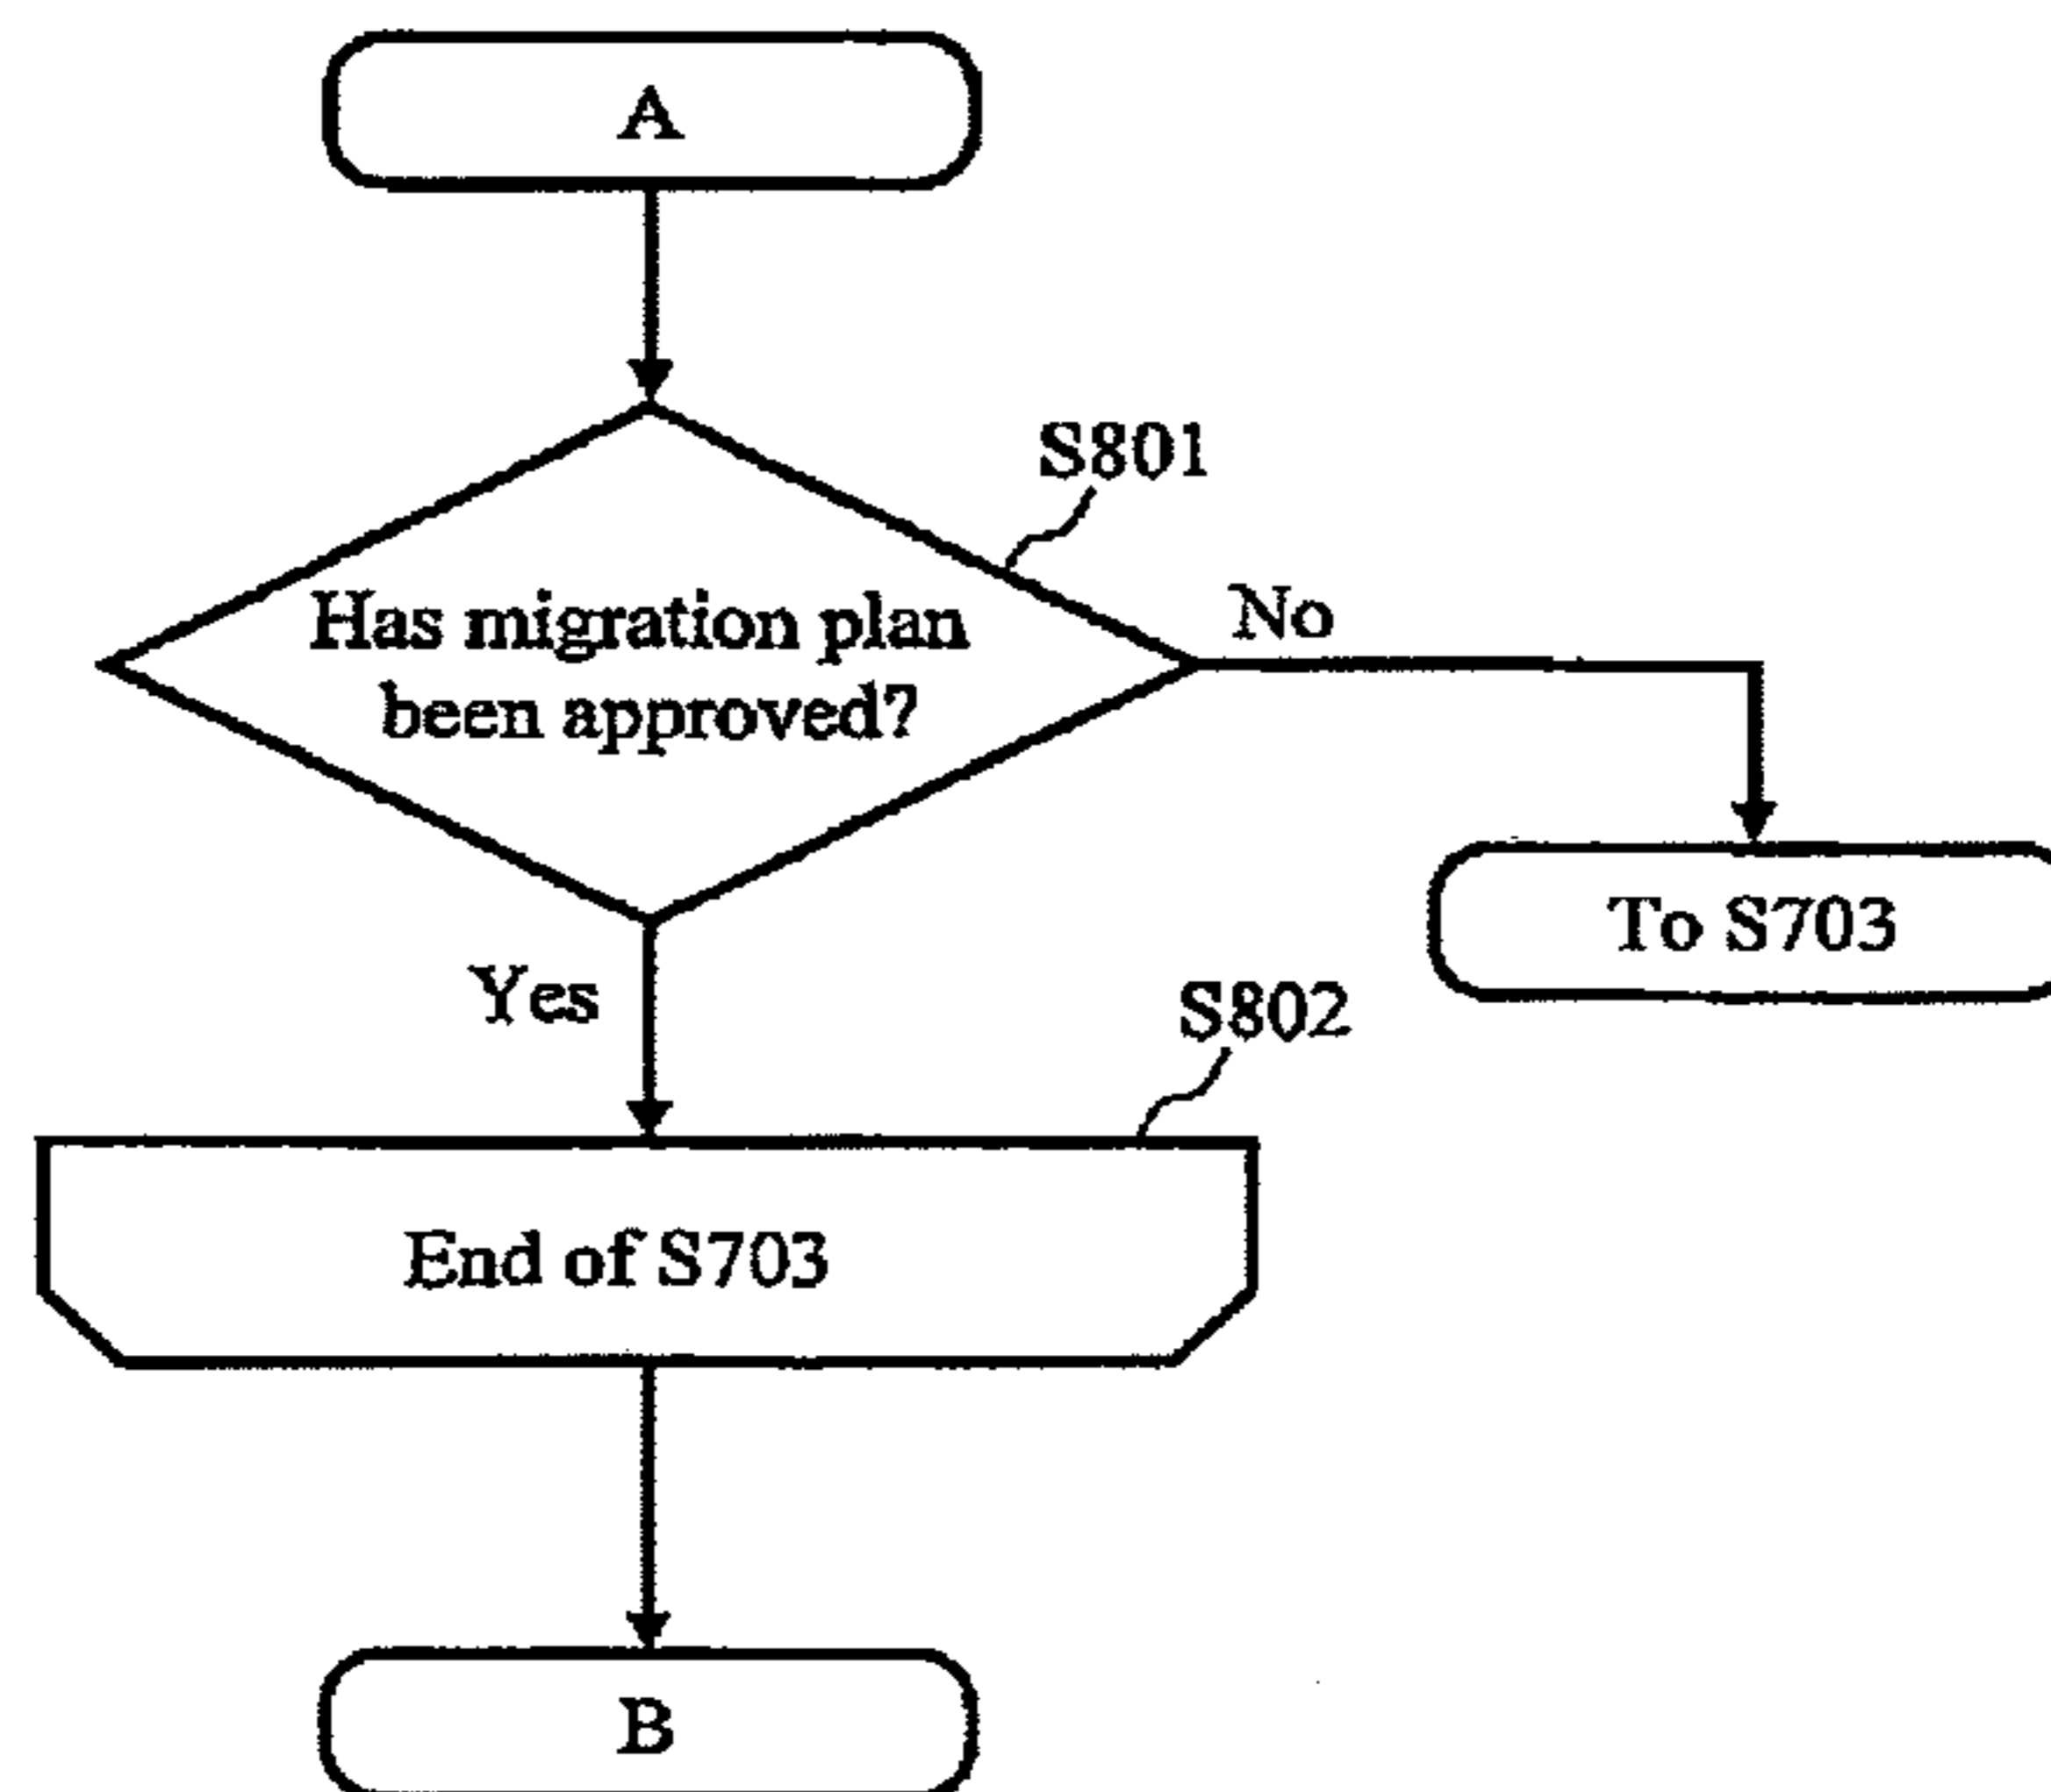 A
S801
Has migration plan
been approved?
No
To S703
Yes
S802
End of S703
B